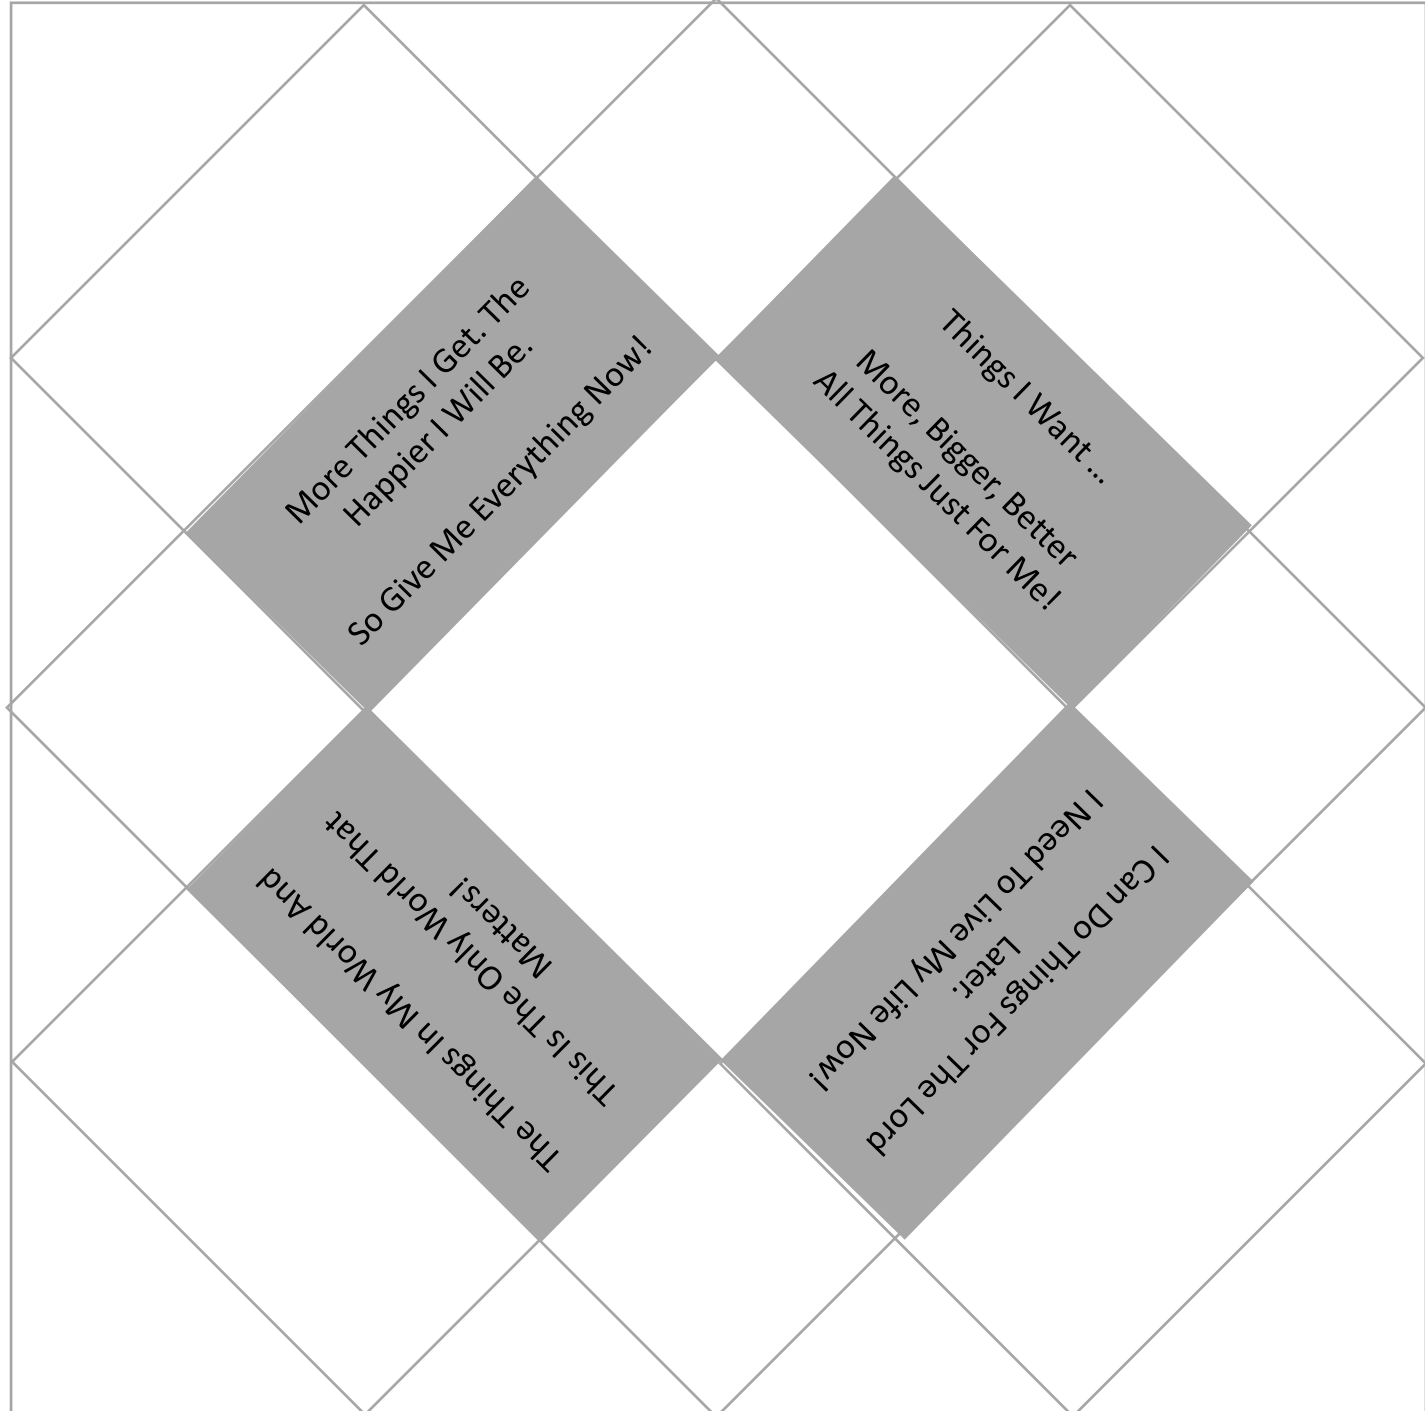 More Things I Get. The
Happier I Will Be.
So Give Me Everything Now!
Things I Want ...
More, Bigger, Better
All Things Just For Me!
The Things In My World And
This Is The Only World That
Matters!
I Can Do Things For The Lord
Later.
I Need To Live My Life Now!